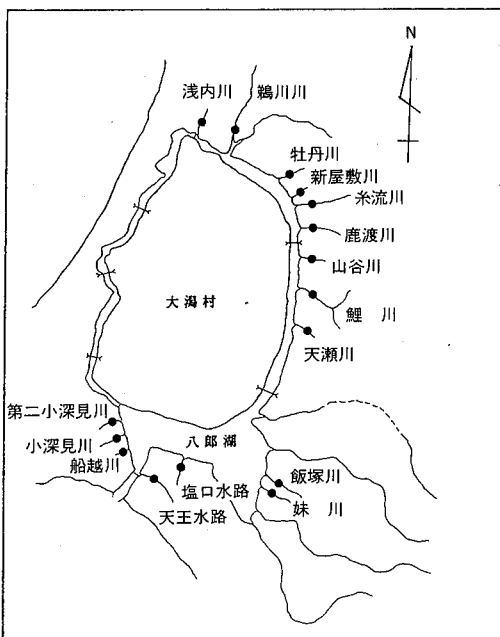 N
浅内川
鵜川川
牡丹川
新屋敷川
糸流川
鹿渡川
山谷川
大潟村
鯉 川
天瀬川
第二小深見川
小深見川
八郎湖
船越川
飯塚川
塩口水路
妹 川
天王水路